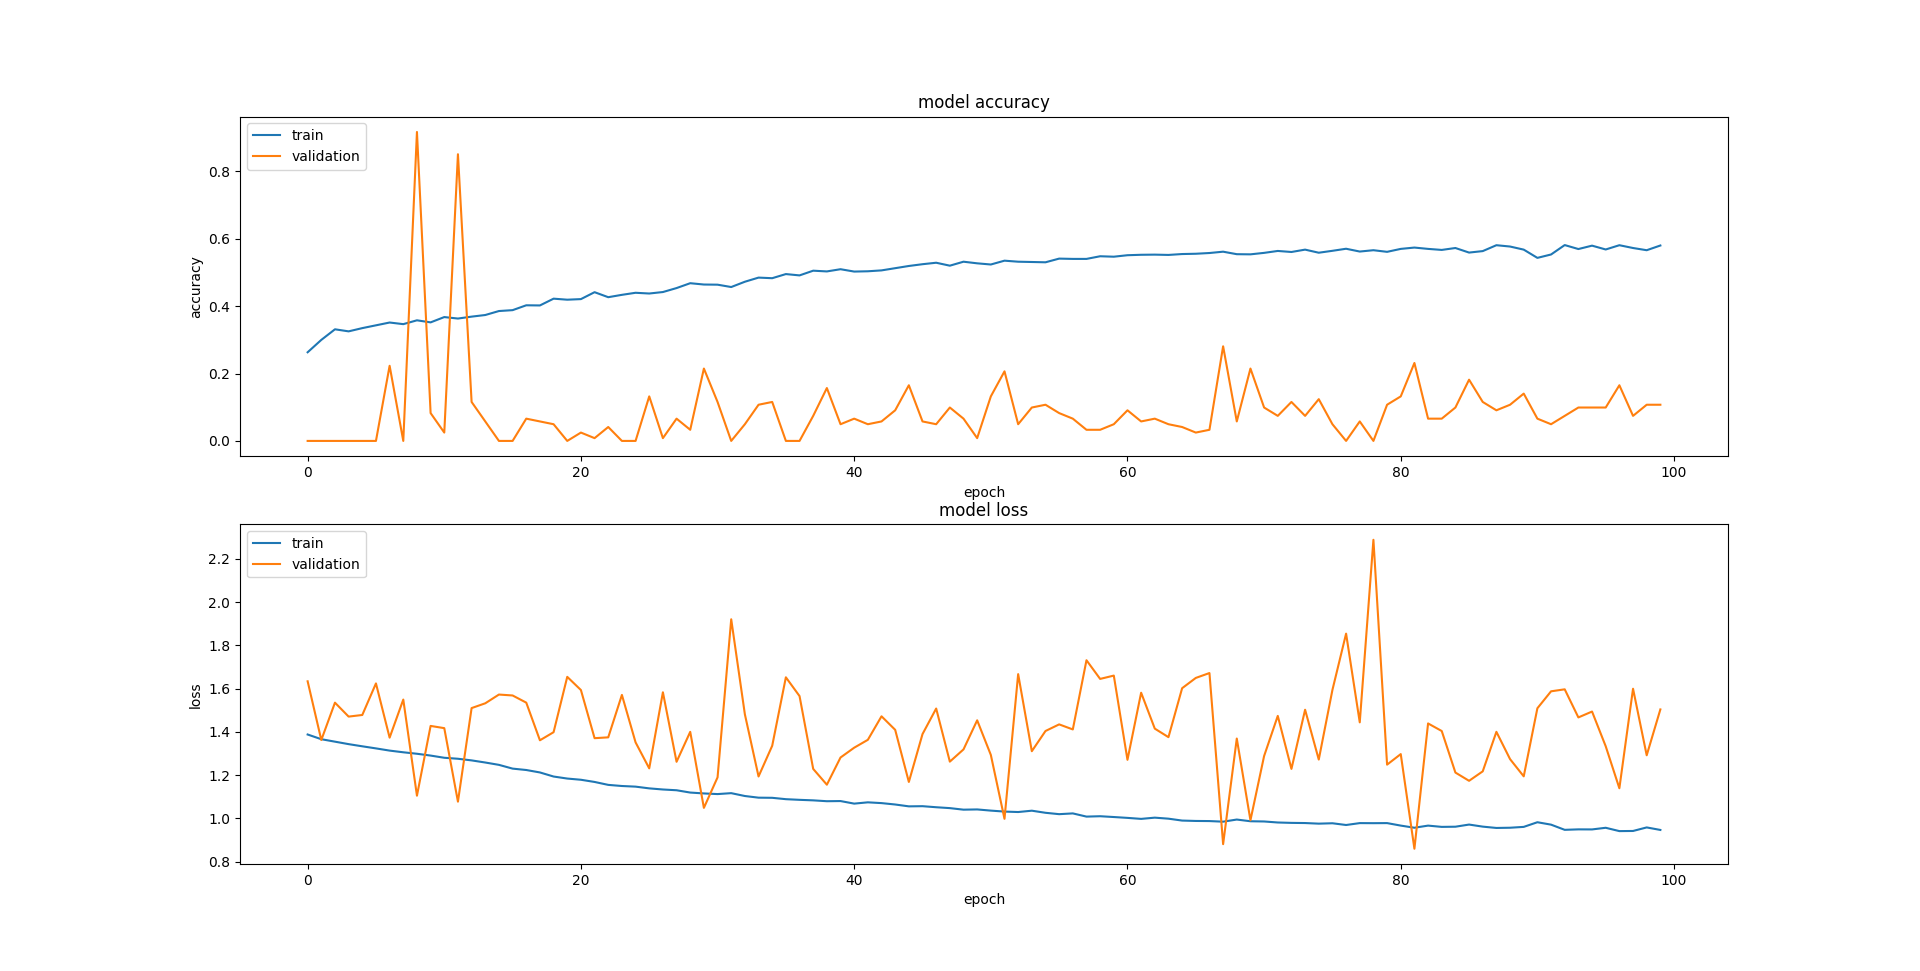 model accuracy
train
validation
0.8
0.6
0.4
0.2
0.0
accuracy
0 20 40 60 80 100
epoch
model loss
train
validation
2.2
2.0
1.8
1.6
1.4
1.2
1.0
0.8
loss
0 20 40 60 80 100
epoch